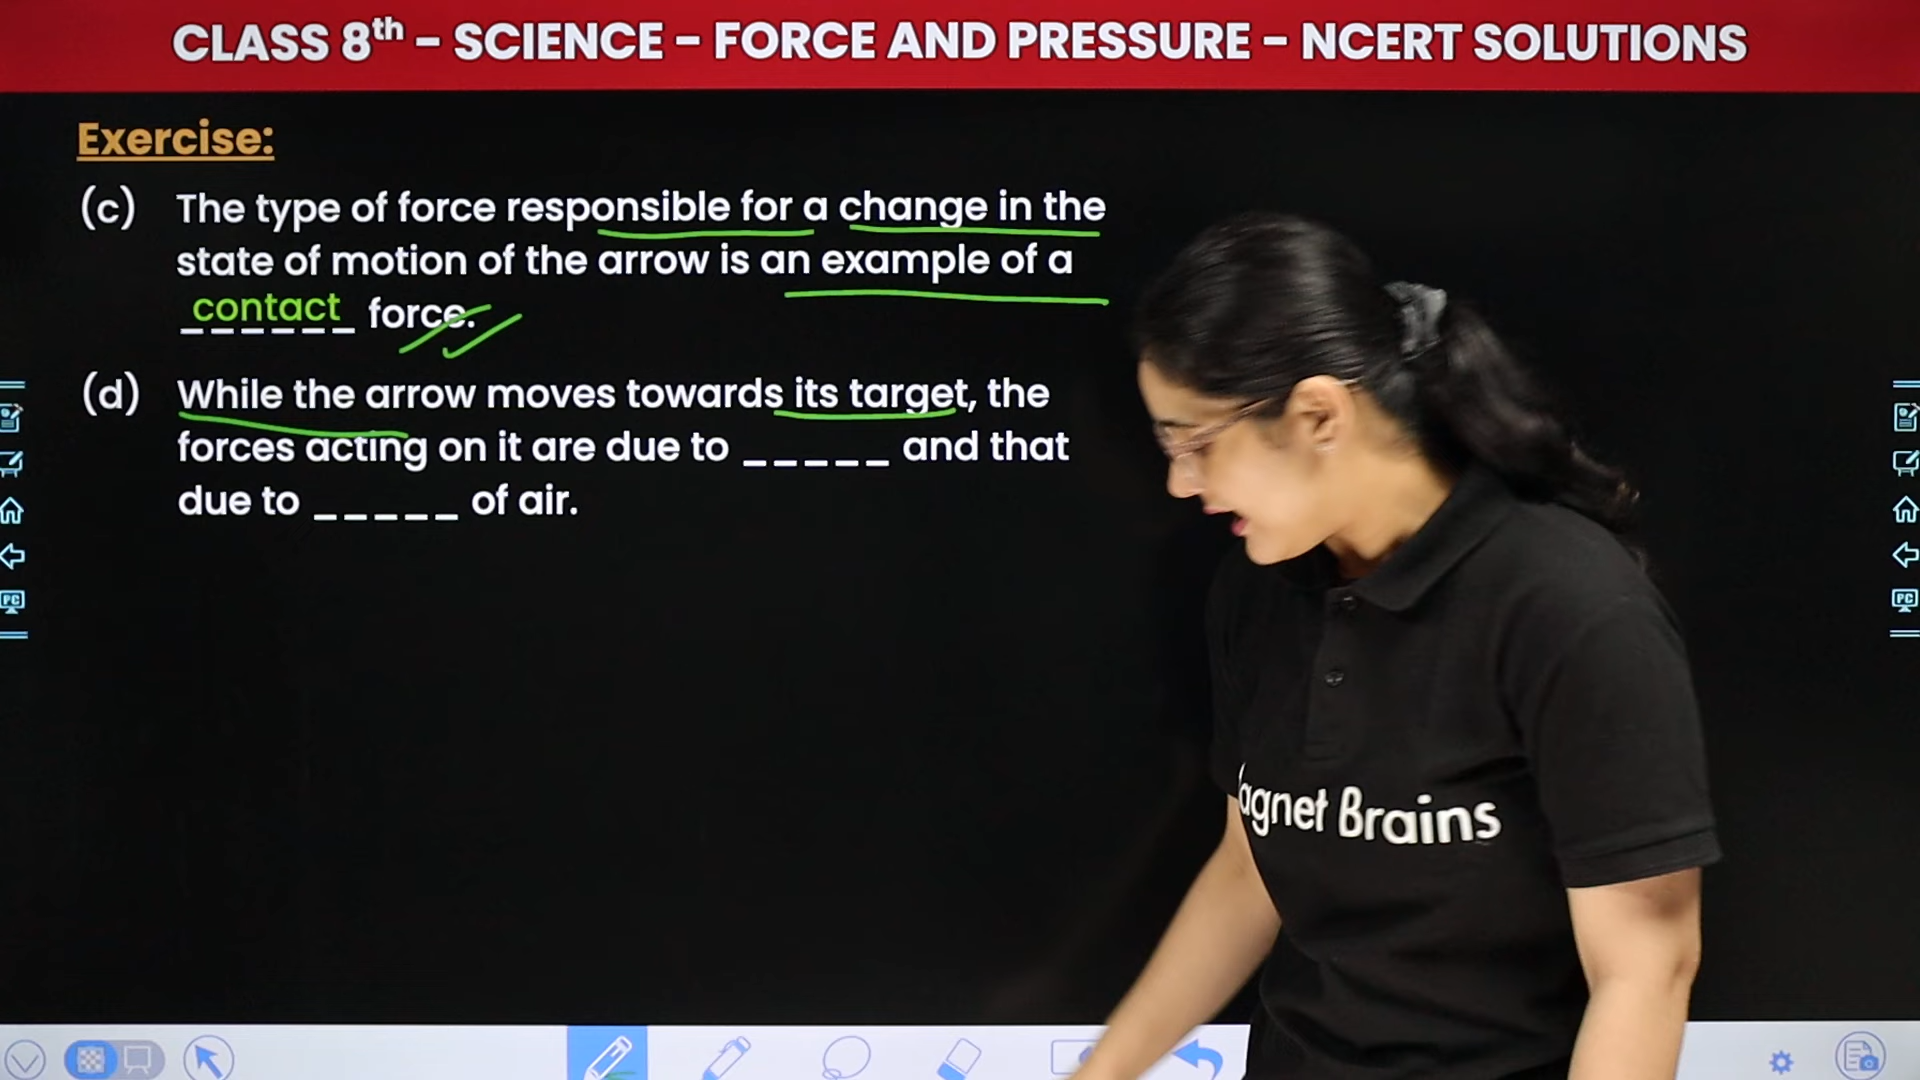 CLASS 8th – SCIENCE – FORCE AND PRESSURE – NCERT SOLUTIONS
Exercise:
(c) The type of force responsible for a change in the
state of motion of the arrow is an example of a
contact force.
(d) While the arrow moves towards its target, the
forces acting on it are due to _ _ _ _ _ and that
due to _ _ _ _ _ of air.
agnet Brains
PC
PC